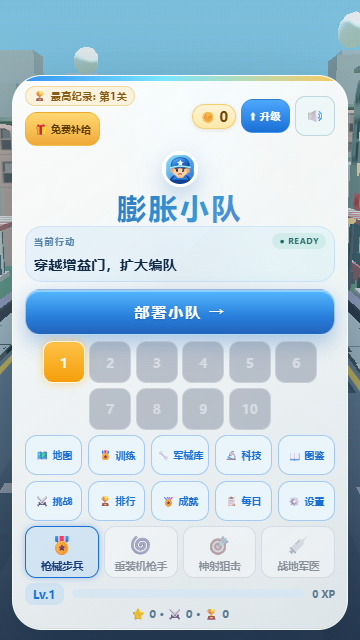 最高纪录: 第1关
0
升级
免费补给
膨胀小队
当前行动
READY
穿越增益门，扩大编队
部署小队 →
1 2 3 4 5 6
7 8 9 10
地图 训练 军械库 科技 图鉴
挑战 排行 成就 每日 设置
枪械步兵 重装机枪手 神射狙击 战地军医
Lv.1 0 XP
0 • 0 • 0